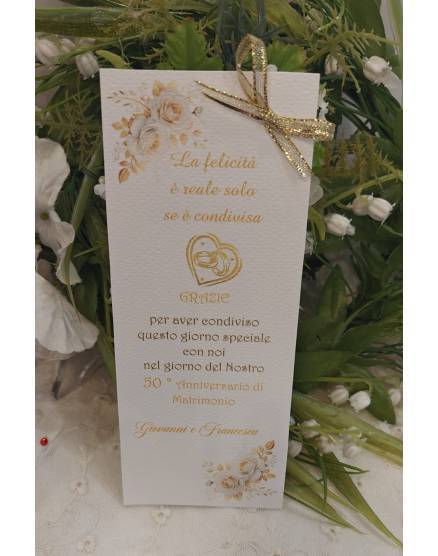 La felicità
è reale solo
se è condivisa
GRAZIE
per aver condiviso
questo giorno speciale
con noi
nel giorno del Nostro
50 ° Anniversario di
Matrimonio
Giovanni e Francesca